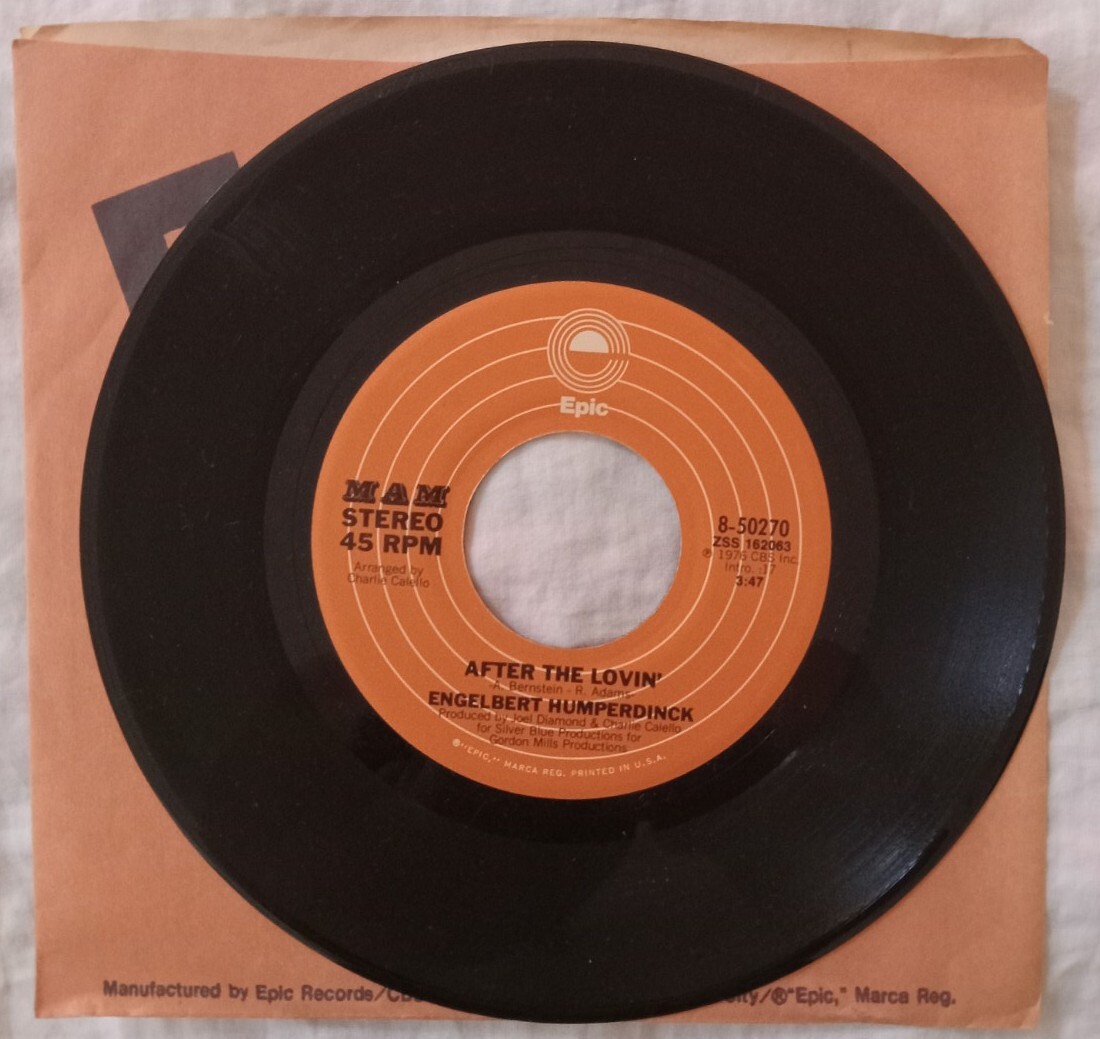 Epic
MAM
STEREO
45 RPM
Arranged by
Charlie Calello
8-50270
ZSS 162063
℗ 1976 CBS Inc.
Intro. :17
3:47
AFTER THE LOVIN'
-A. Bernstein - R. Adams-
ENGELBERT HUMPERDINCK
Produced by Joel Diamond & Charlie Calello
for Silver Blue Productions for
Gordon Mills Productions
®"EPIC," MARCA REG. PRINTED IN U.S.A.
Manufactured by Epic Records/ /®"Epic," Marca Reg.